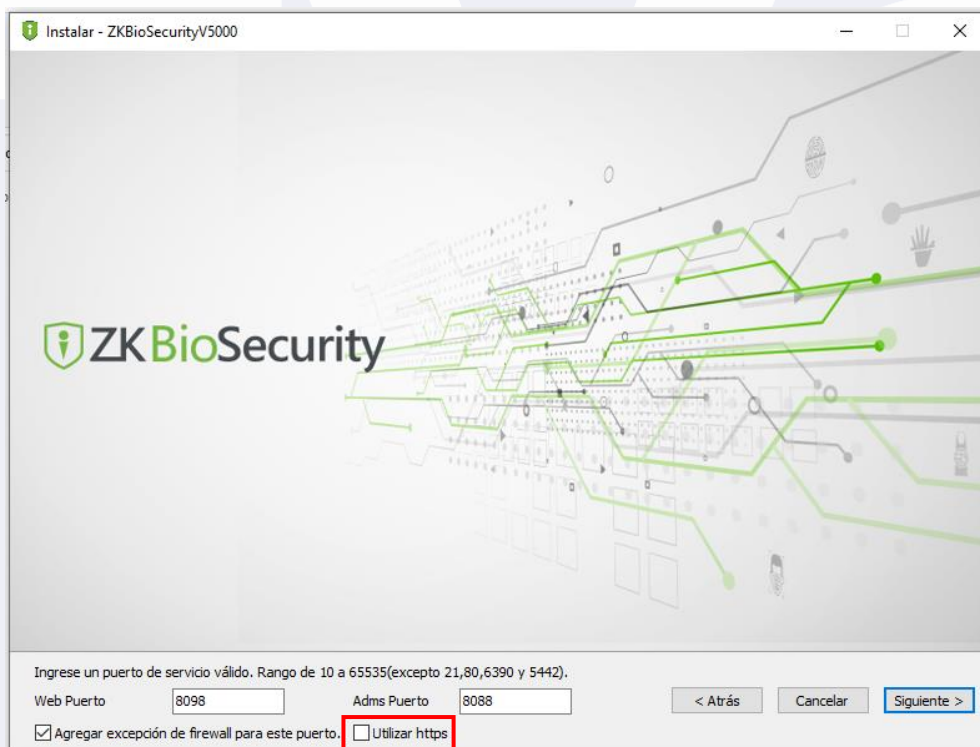 Instalar - ZKBioSecurityV5000
ZKBioSecurity
Ingrese un puerto de servicio válido. Rango de 10 a 65535(excepto 21,80,6390 y 5442).
Web Puerto 8098 Adms Puerto 8088 < Atrás Cancelar Siguiente >
Agregar excepción de firewall para este puerto. Utilizar https